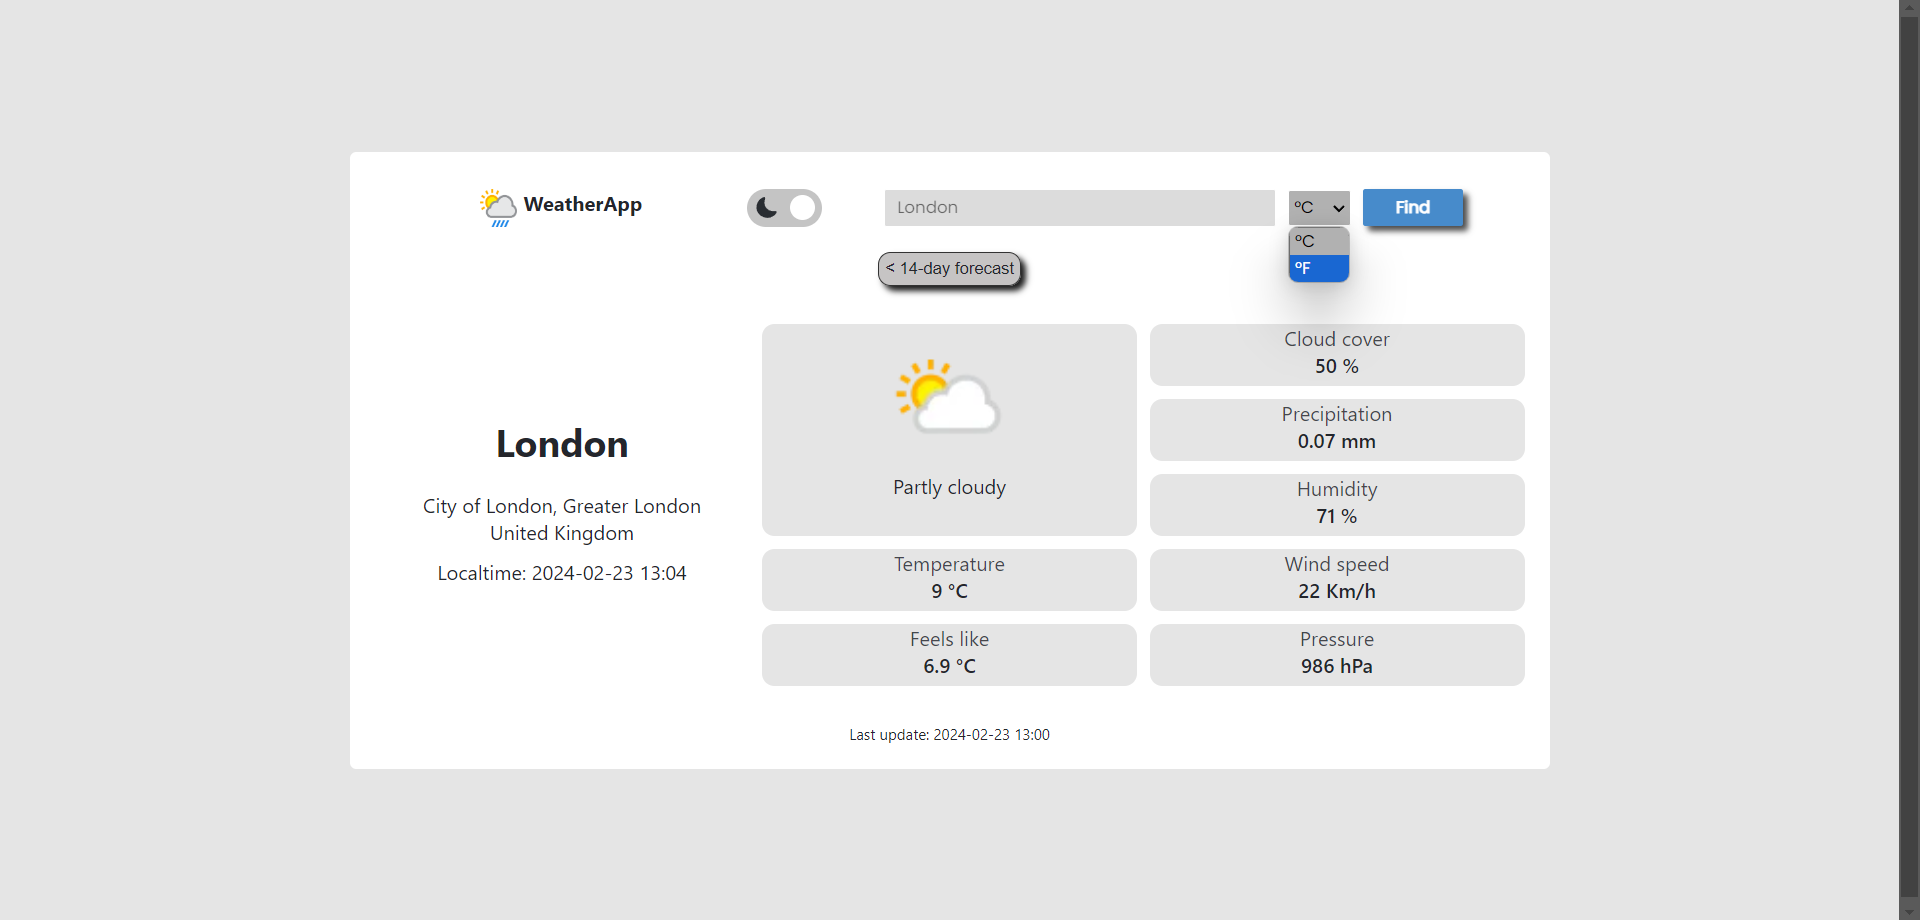 WeatherApp
London
°C
Find
°C
°F
< 14-day forecast
London
City of London, Greater London
United Kingdom
Localtime: 2024-02-23 13:04
Partly cloudy
Temperature
9 °C
Feels like
6.9 °C
Cloud cover
50 %
Precipitation
0.07 mm
Humidity
71 %
Wind speed
22 Km/h
Pressure
986 hPa
Last update: 2024-02-23 13:00